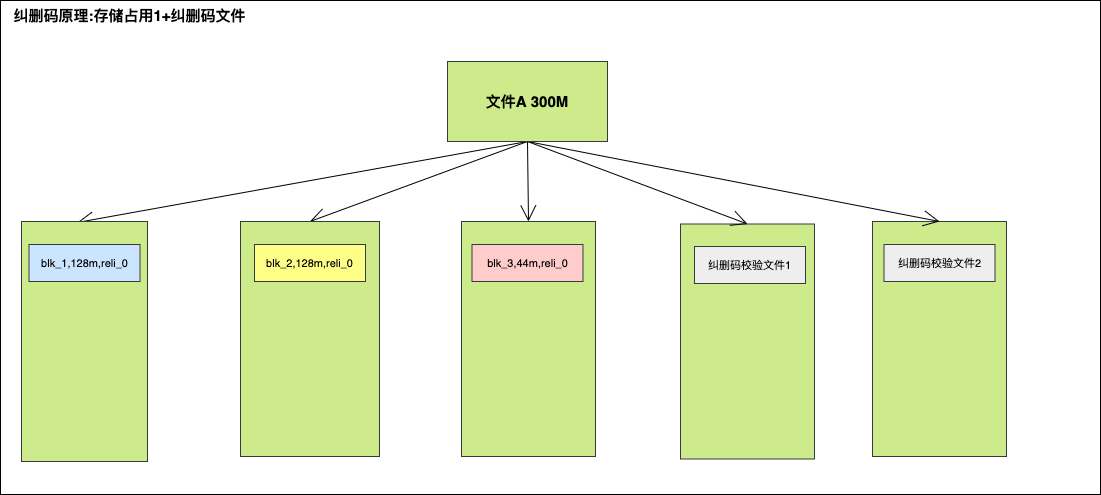 纠删码原理:存储占用1+纠删码文件
文件A 300M
blk_1,128m,reli_0
blk_2,128m,reli_0
blk_3,44m,reli_0
纠删码校验文件1
纠删码校验文件2